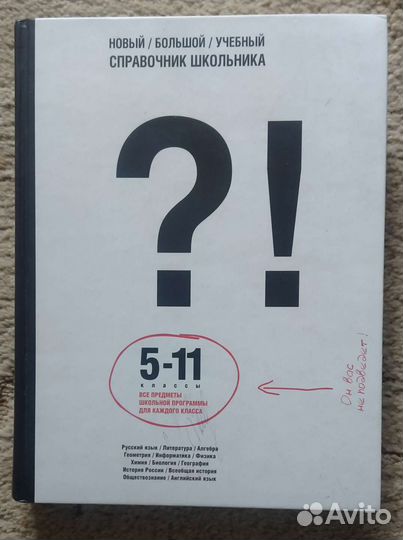 НОВЫЙ / БОЛЬШОЙ / УЧЕБНЫЙ
СПРАВОЧНИК ШКОЛЬНИКА
?!
5-11
классы
ВСЕ ПРЕДМЕТЫ
ШКОЛЬНОЙ ПРОГРАММЫ
ДЛЯ КАЖДОГО КЛАССА
Он вас
не подведёт!
Русский язык / Литература / Алгебра
Геометрия / Информатика / Физика
Химия / Биология / География
История России / Всеобщая история
Обществознание / Английский язык
Avito